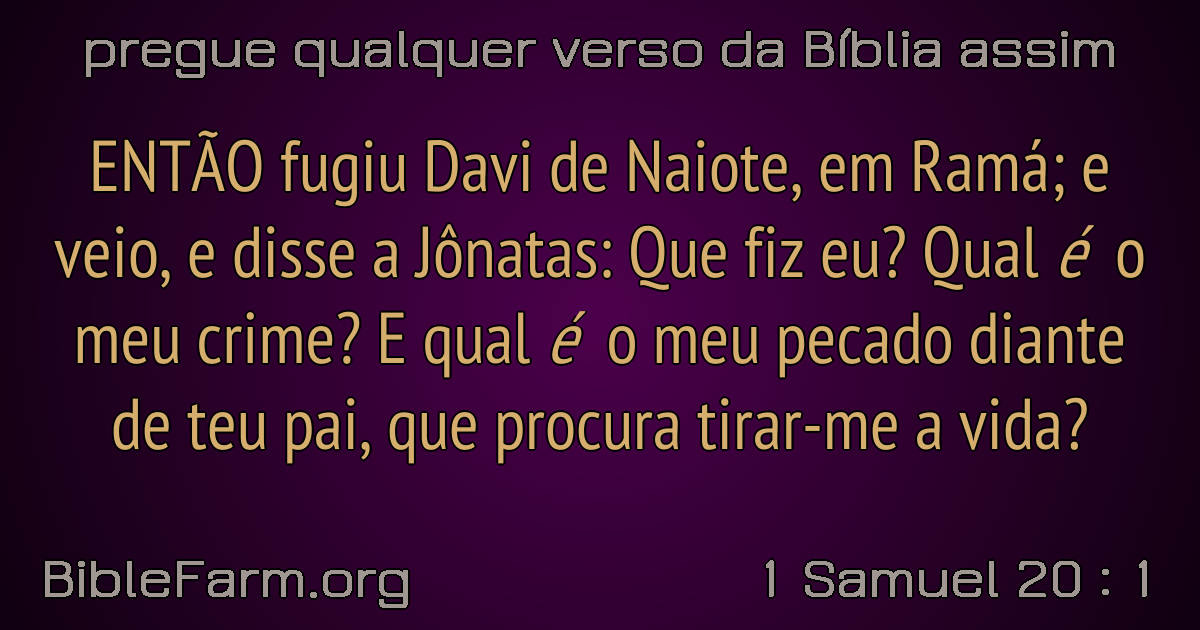 pregue qualquer verso da Bíblia assim
ENTÃO fugiu Davi de Naiote, em Ramá; e
veio, e disse a Jônatas: Que fiz eu? Qual é o
meu crime? E qual é o meu pecado diante
de teu pai, que procura tirar-me a vida?
BibleFarm.org
1 Samuel 20 : 1